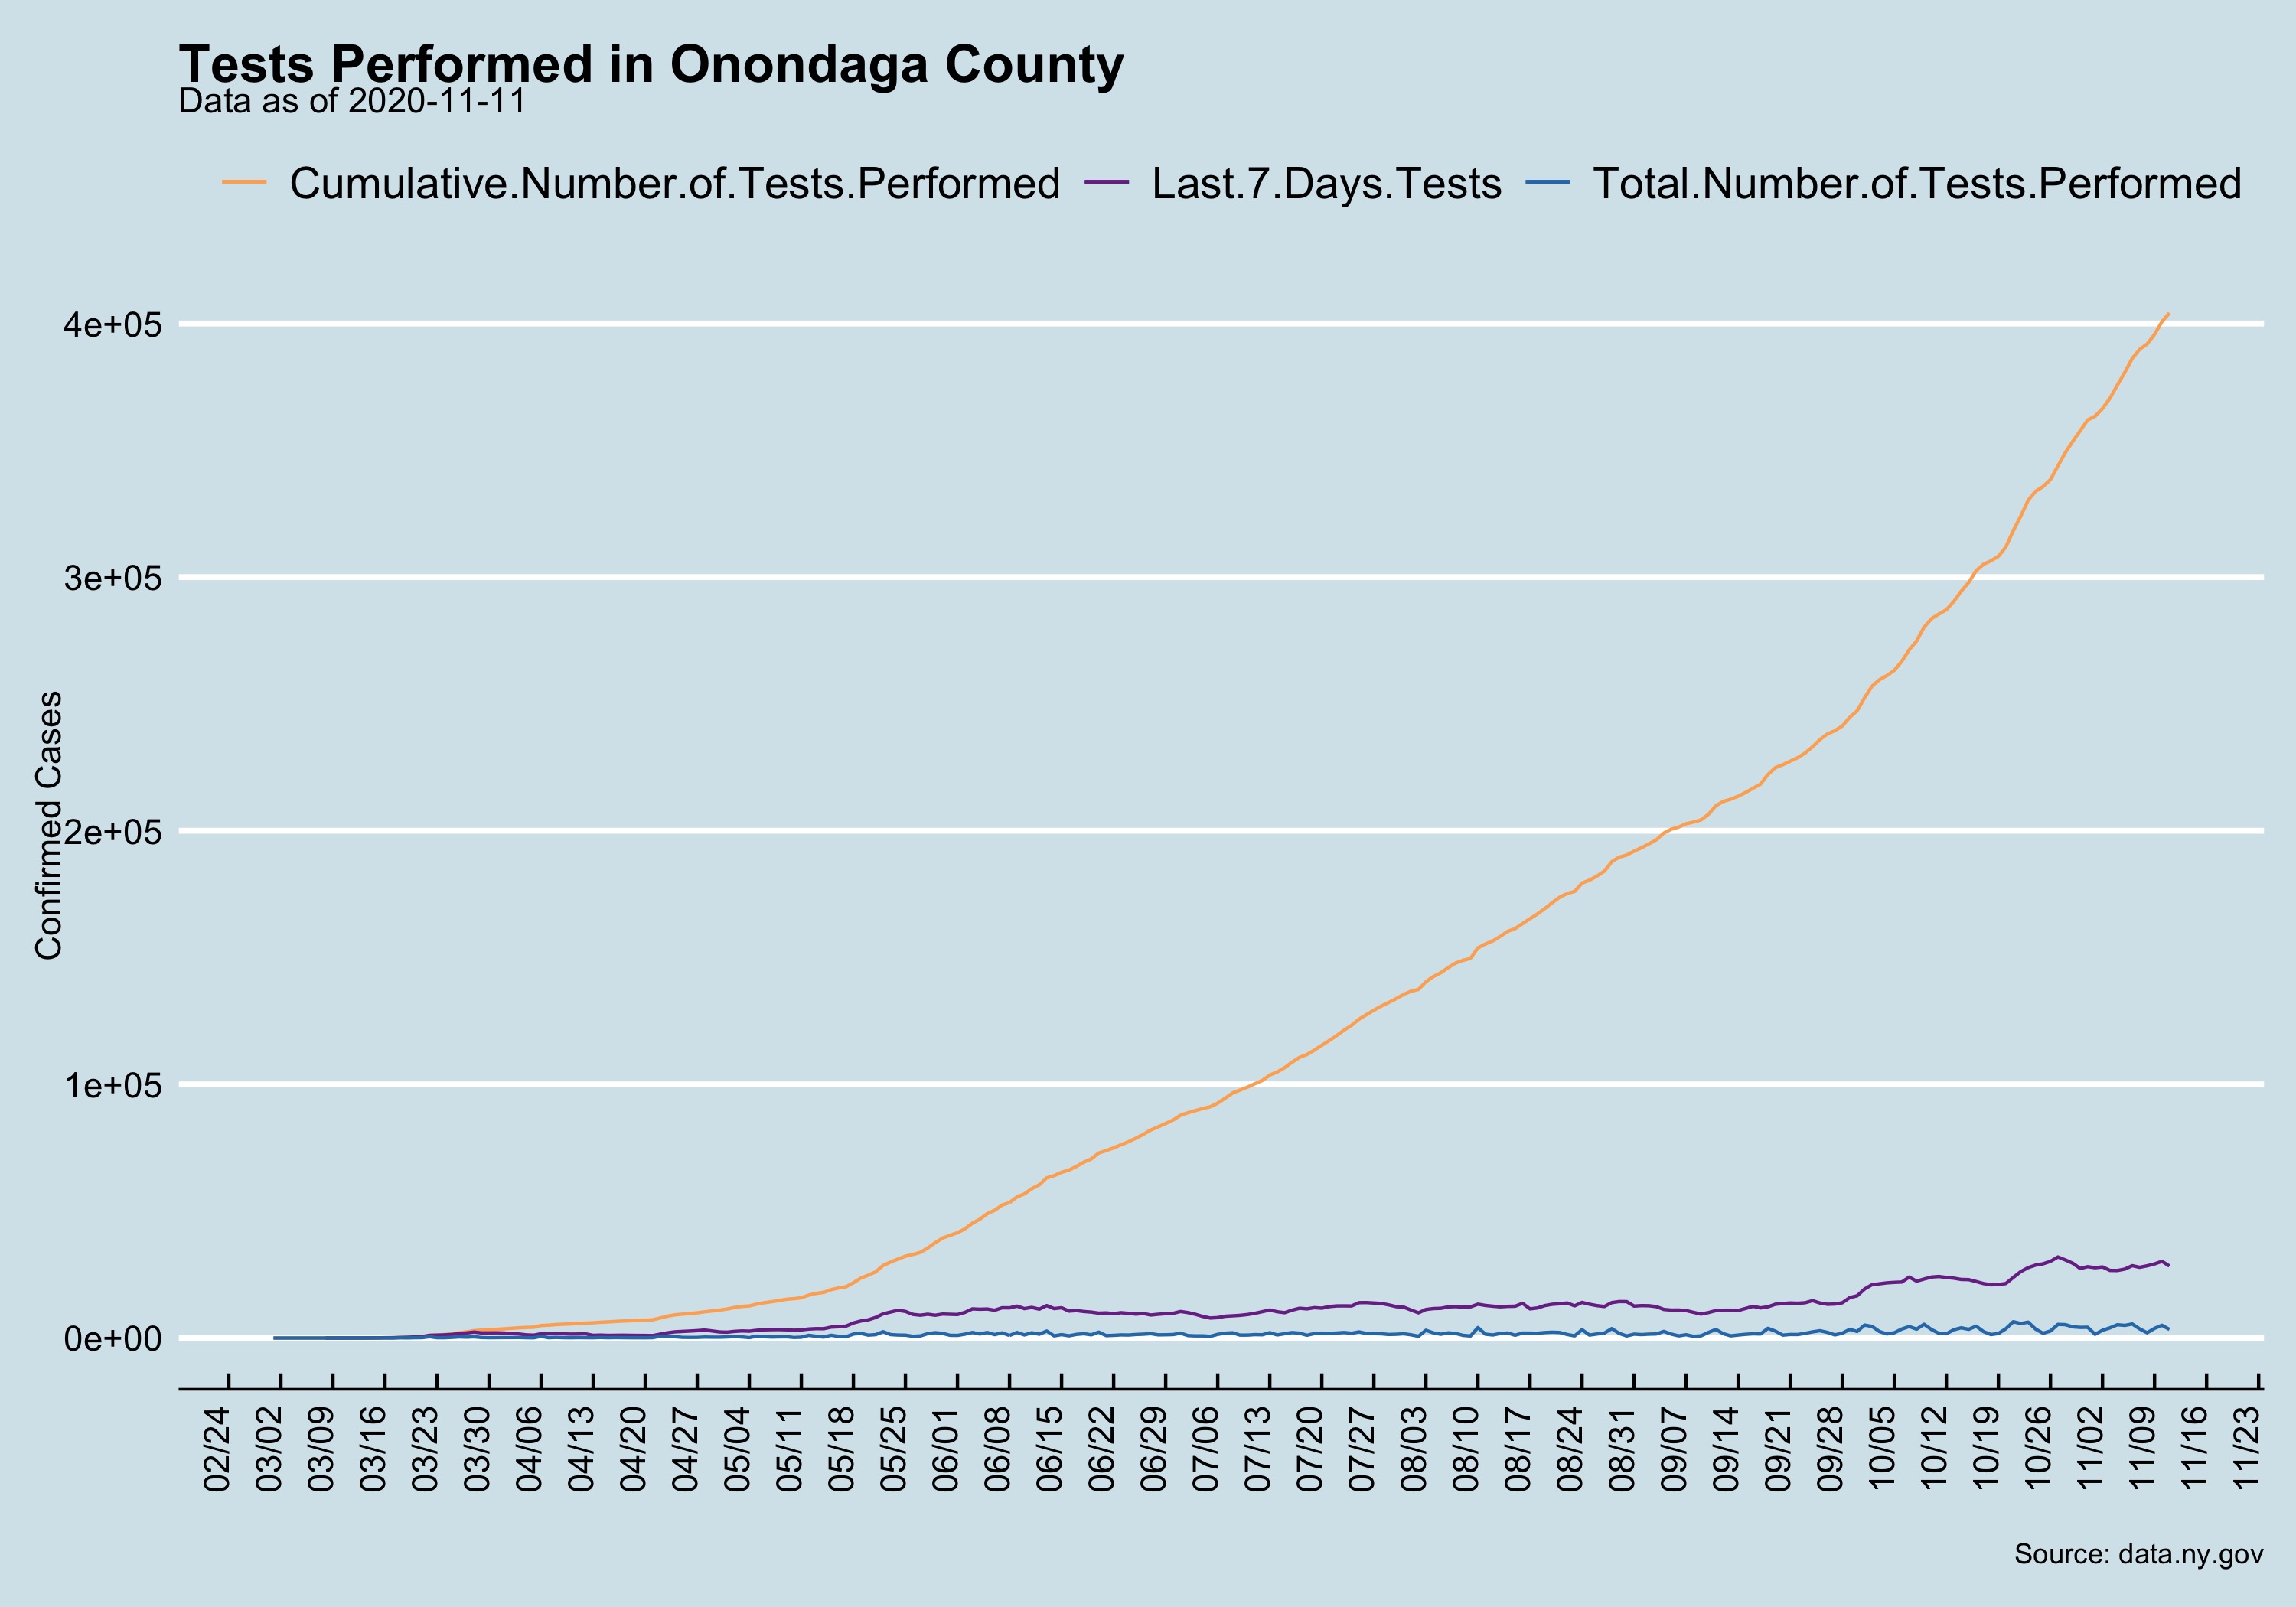 Tests Performed in Onondaga County
Data as of 2020-11-11
Cumulative.Number.of.Tests.Performed Last.7.Days.Tests Total.Number.of.Tests.Performed
4e+05
3e+05
2e+05
1e+05
0e+00
Confirmed Cases
02/24 03/02 03/09 03/16 03/23 03/30 04/06 04/13 04/20 04/27 05/04 05/11 05/18 05/25 06/01 06/08 06/15 06/22 06/29 07/06 07/13 07/20 07/27 08/03 08/10 08/17 08/24 08/31 09/07 09/14 09/21 09/28 10/05 10/12 10/19 10/26 11/02 11/09 11/16 11/23
Source: data.ny.gov